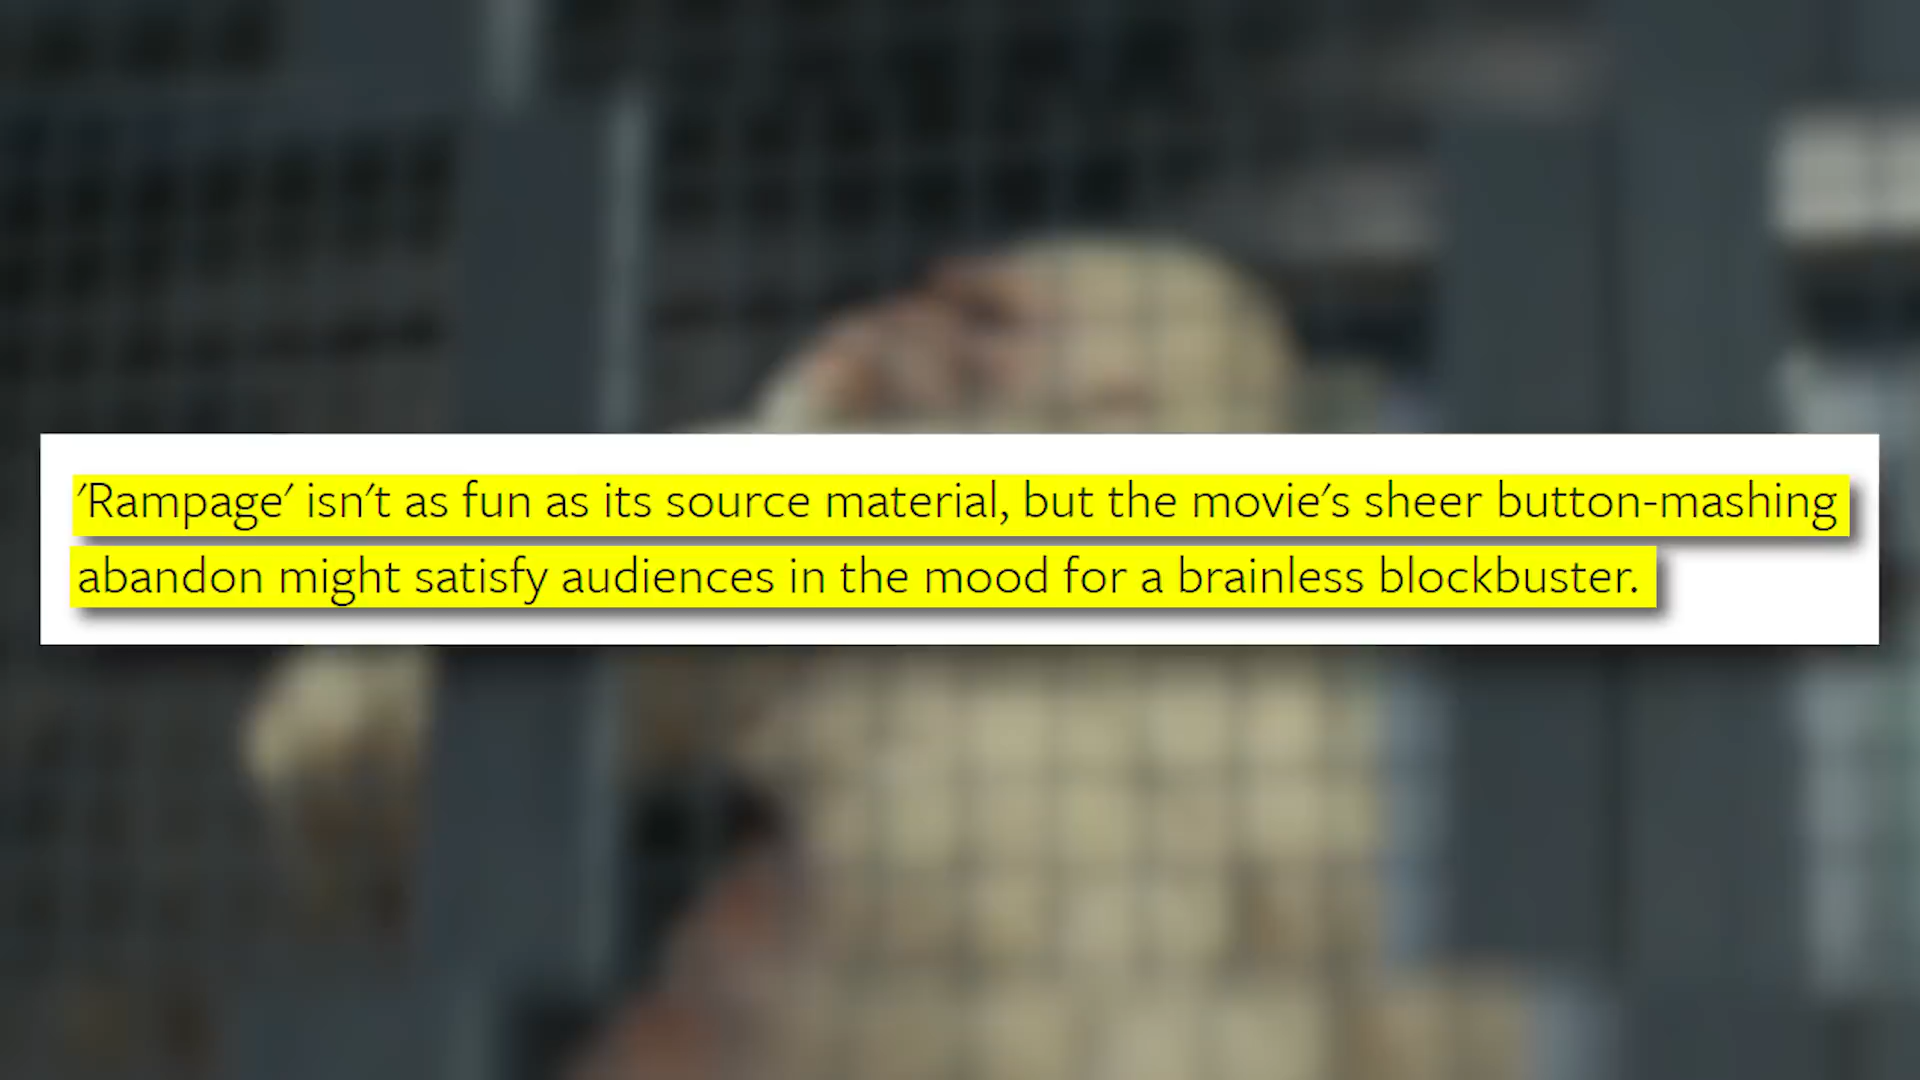 'Rampage' isn't as fun as its source material, but the movie's sheer button-mashing
abandon might satisfy audiences in the mood for a brainless blockbuster.